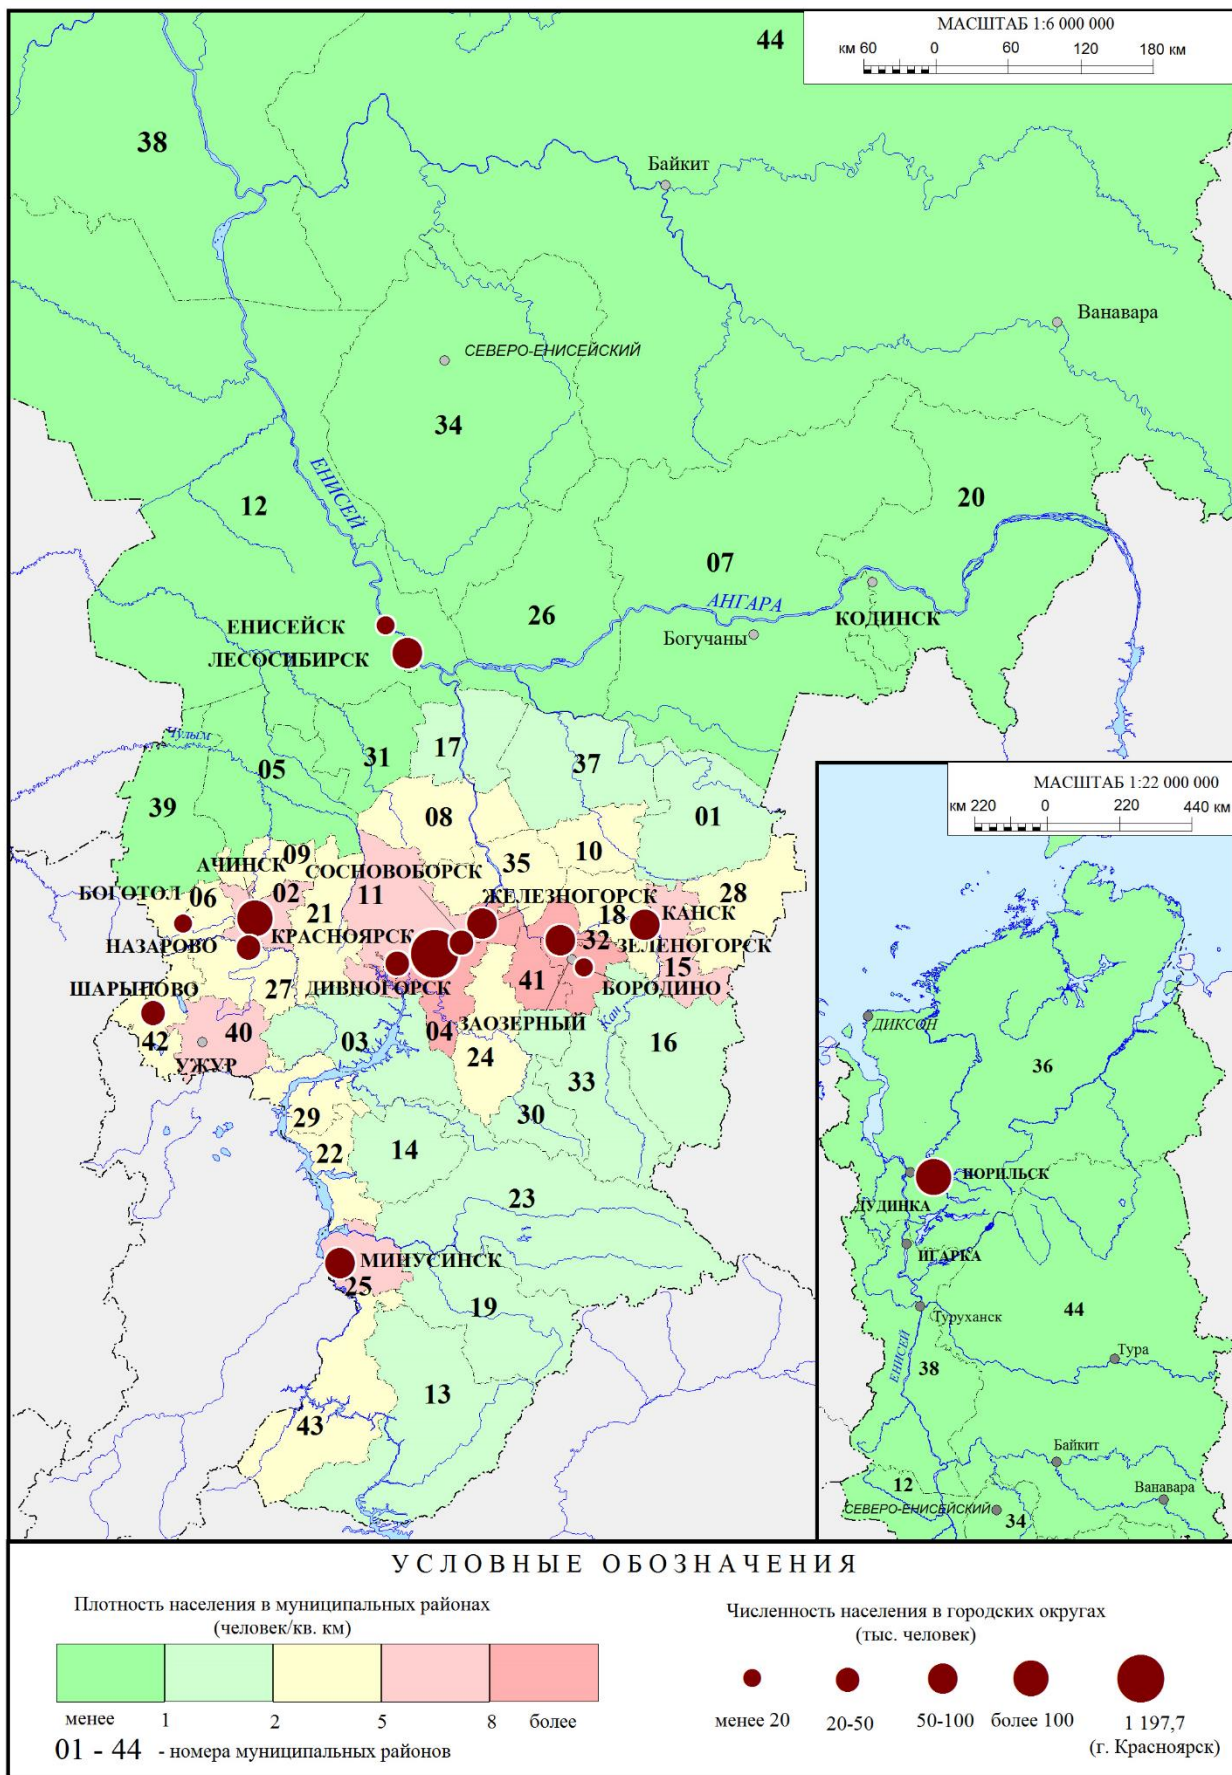 МАСШТАБ 1:6 000 000
км 60 0 60 120 180 км
44
38
Байкит
Ванавара
СЕВЕРО-ЕНИСЕЙСКИЙ
34
ЕНИСЕЙ
12
20
07
26
АНГАРА
КОДИНСК
Богучаны
ЕНИСЕЙСК
ЛЕСОСИБИРСК
Чулым
17
31
05
37
39
08
01
09
10
35
АЧИНСК
СОСНОВОБОРСК
БОГОТОЛ
06
02
11
ЖЕЛЕЗНОГОРСК
28
21
18
КАНСК
НАЗАРОВО
КРАСНОЯРСК
32
ЗЕЛЕНОГОРСК
15
ШАРЫПОВО
27
ДИВНОГОРСК
41
БОРОДИНО
ЗАОЗЕРНЫЙ
Кан
42
40
03
04
24
16
УЖУР
33
29
30
22
14
23
МИНУСИНСК
25
19
13
43
МАСШТАБ 1:22 000 000
км 220 0 220 440 км
ДИКСОН
36
НОРИЛЬСК
ДУДИНКА
ИГАРКА
Туруханск
44
ЕНИСЕЙ
Тура
38
Байкит
12
Ванавара
СЕВЕРО-ЕНИСЕЙСКИЙ
34
УСЛОВНЫЕ ОБОЗНАЧЕНИЯ
Плотность населения в муниципальных районах
(человек/кв. км)
менее 1 2 5 8 более
01 - 44 - номера муниципальных районов
Численность населения в городских округах
(тыс. человек)
менее 20 20-50 50-100 более 100 1 197,7
(г. Красноярск)